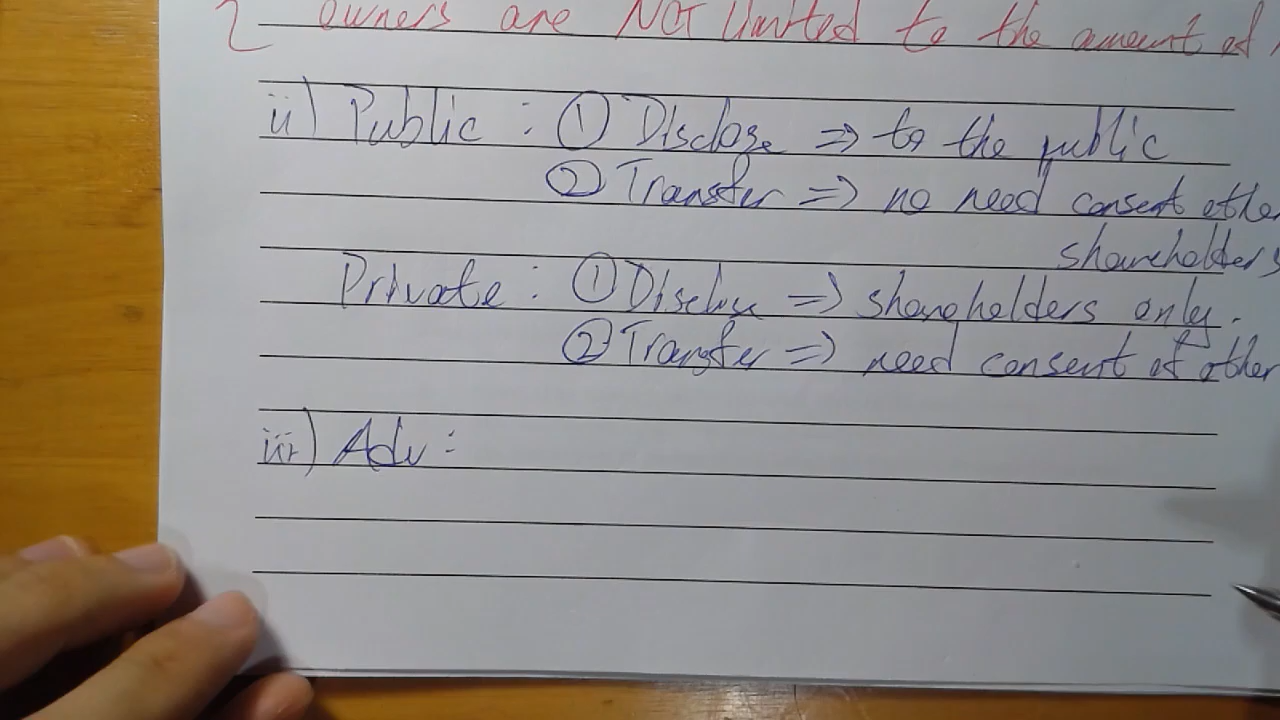 owners are NOT limited to the amount of
ii) Public : ① Disclose => to the public
② Transfer => no need consent other
shareholders
Private : ① Disclose => shareholders only.
② Transfer => need consent of other
iii) Adv :